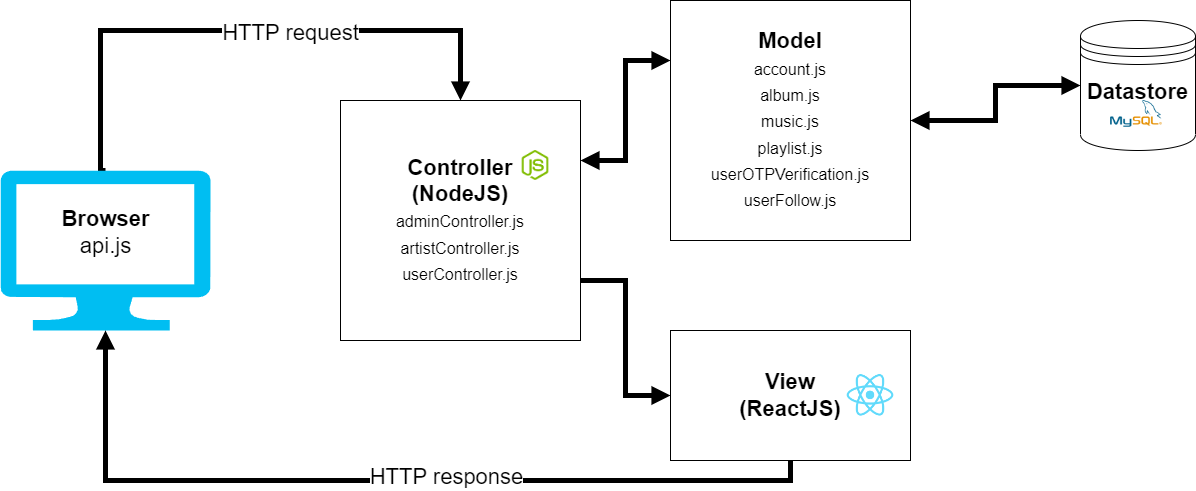 HTTP request
Browser
api.js
Controller
(NodeJS)
JS
adminController.js
artistController.js
userController.js
Model
account.js
album.js
music.js
playlist.js
userOTPVerification.js
userFollow.js
Datastore
MySQL
View
(ReactJS)
HTTP response